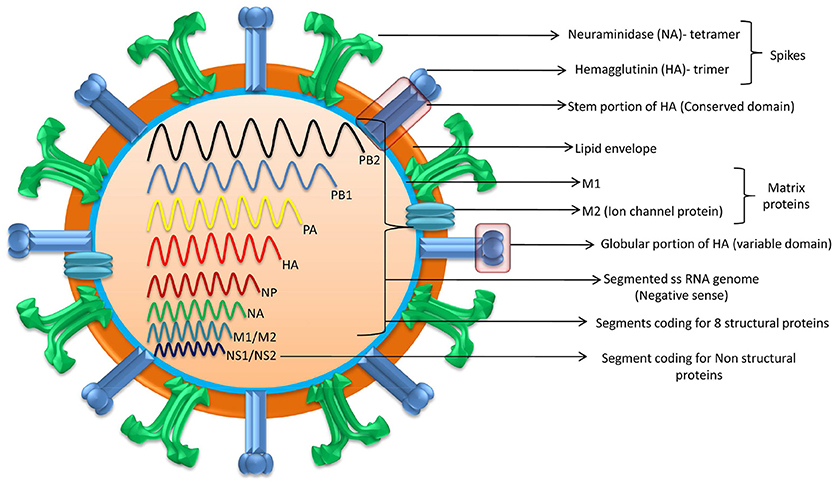 Neuraminidase (NA)- tetramer
Spikes
Hemagglutinin (HA)- trimer
Stem portion of HA (Conserved domain)
Lipid envelope
M1
Matrix
proteins
M2 (Ion channel protein)
Globular portion of HA (variable domain)
Segmented ss RNA genome
(Negative sense)
Segments coding for 8 structural proteins
Segment coding for Non structural
proteins
PB2
PB1
PA
HA
NP
NA
M1/M2
NS1/NS2